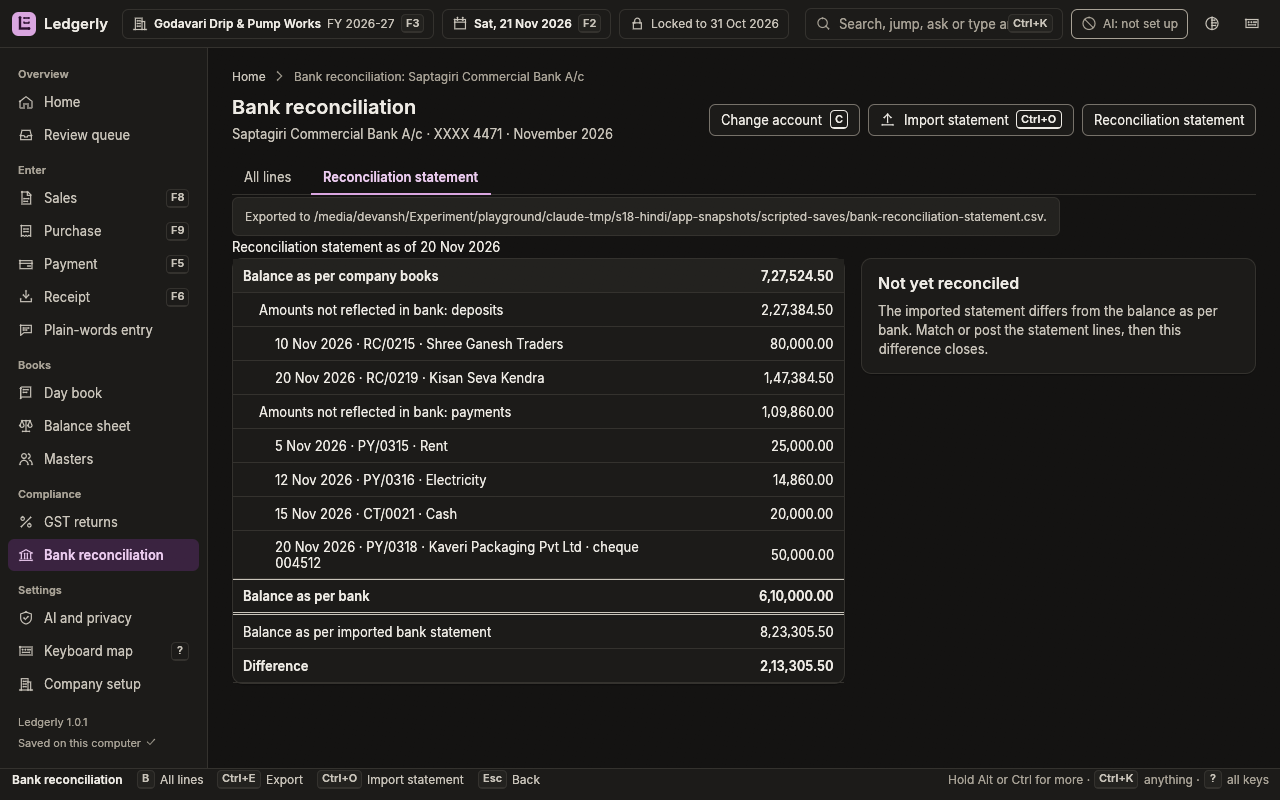 Ledgerly
Godavari Drip & Pump Works FY 2026-27 F3
Sat, 21 Nov 2026 F2
Locked to 31 Oct 2026
Search, jump, ask or type a Ctrl+K
AI: not set up
Overview
Home
Review queue
Enter
Sales F8
Purchase F9
Payment F5
Receipt F6
Plain-words entry
Books
Day book
Balance sheet
Masters
Compliance
GST returns
Bank reconciliation
Settings
AI and privacy
Keyboard map ?
Company setup
Ledgerly 1.0.1
Saved on this computer
Home > Bank reconciliation: Saptagiri Commercial Bank A/c
Bank reconciliation
Saptagiri Commercial Bank A/c · XXXX 4471 · November 2026
Change account C
Import statement Ctrl+O
Reconciliation statement
All lines
Reconciliation statement
Exported to /media/devansh/Experiment/playground/claude-tmp/s18-hindi/app-snapshots/scripted-saves/bank-reconciliation-statement.csv.
Reconciliation statement as of 20 Nov 2026
Balance as per company books 7,27,524.50
Amounts not reflected in bank: deposits 2,27,384.50
10 Nov 2026 · RC/0215 · Shree Ganesh Traders 80,000.00
20 Nov 2026 · RC/0219 · Kisan Seva Kendra 1,47,384.50
Amounts not reflected in bank: payments 1,09,860.00
5 Nov 2026 · PY/0315 · Rent 25,000.00
12 Nov 2026 · PY/0316 · Electricity 14,860.00
15 Nov 2026 · CT/0021 · Cash 20,000.00
20 Nov 2026 · PY/0318 · Kaveri Packaging Pvt Ltd · cheque
004512 50,000.00
Balance as per bank 6,10,000.00
Balance as per imported bank statement 8,23,305.50
Difference 2,13,305.50
Not yet reconciled
The imported statement differs from the balance as per
bank. Match or post the statement lines, then this
difference closes.
Bank reconciliation B All lines Ctrl+E Export Ctrl+O Import statement Esc Back
Hold Alt or Ctrl for more · Ctrl+K anything · ? all keys